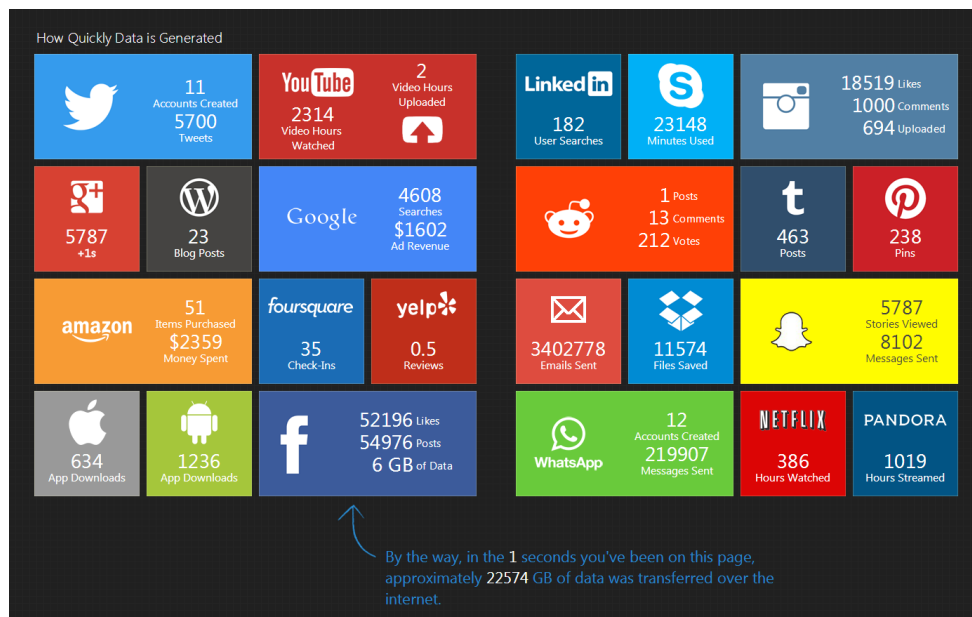 How Quickly Data is Generated
11
Accounts Created
5700
Tweets
YouTube
2314
Video Hours
Watched
2
Video Hours
Uploaded
5787
+1s
23
Blog Posts
Google
4608
Searches
$1602
Ad Revenue
amazon
51
Items Purchased
$2359
Money Spent
foursquare
35
Check-Ins
yelp
0.5
Reviews
634
App Downloads
1236
App Downloads
52196 Likes
54976 Posts
6 GB of Data
Linked in
182
User Searches
23148
Minutes Used
18519 Likes
1000 Comments
694 Uploaded
1 Posts
13 Comments
212 Votes
463
Posts
238
Pins
3402778
Emails Sent
11574
Files Saved
5787
Stories Viewed
8102
Messages Sent
WhatsApp
12
Accounts Created
219907
Messages Sent
NETFLIX
386
Hours Watched
PANDORA
1019
Hours Streamed
By the way, in the 1 seconds you've been on this page,
approximately 22574 GB of data was transferred over the
internet.